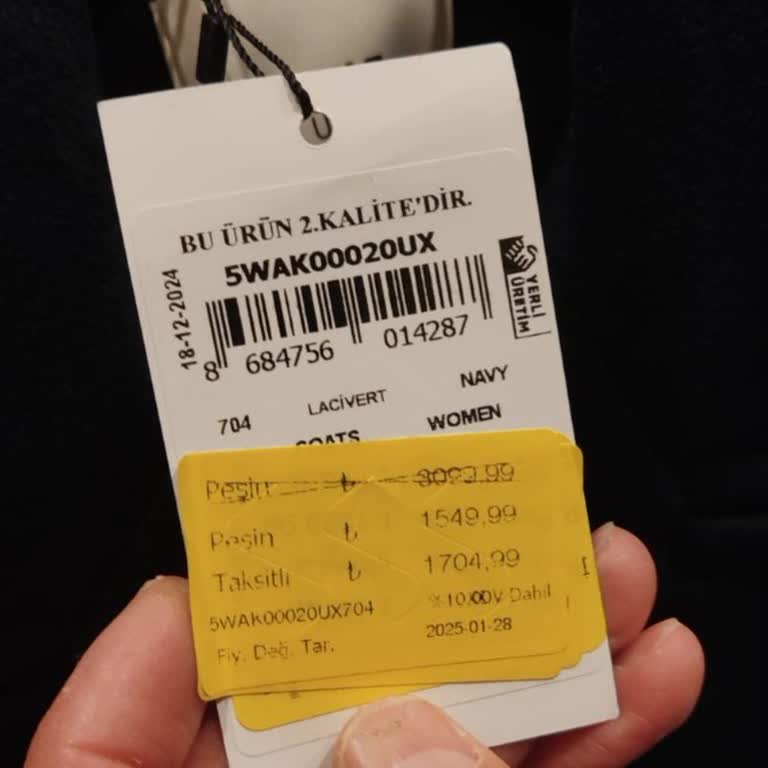 U
BU ÜRÜN 2.KALİTE'DİR.
5WAK00020UX
18-12-2024
8 684756 014287
YERLİ ÜRETİM
704 LACİVERT NAVY
COATS WOMEN
Peşin ₺ 3099,99
Peşin ₺ 1549,99
Taksitli ₺ 1704,99
5WAK00020UX704 %10,00V Dahil
Fiy. Değ. Tar. 2025-01-28